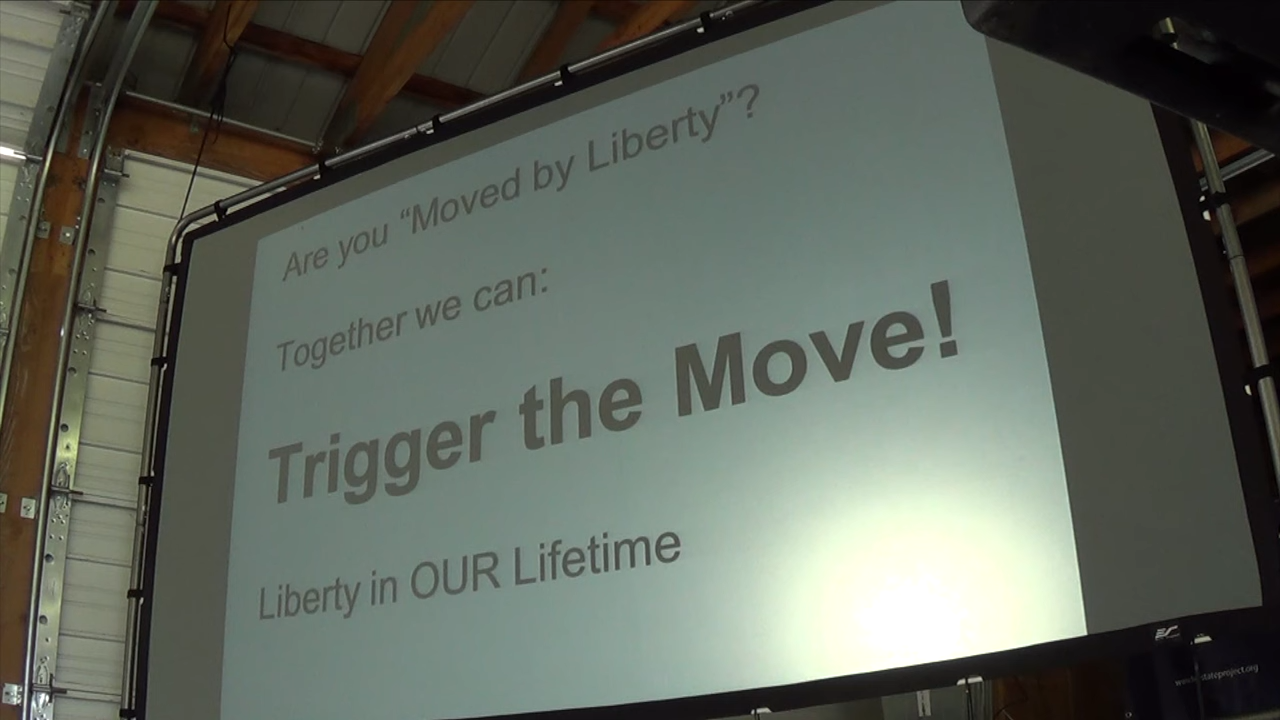 Are you “Moved by Liberty”?
Together we can:
Trigger the Move!
Liberty in OUR Lifetime